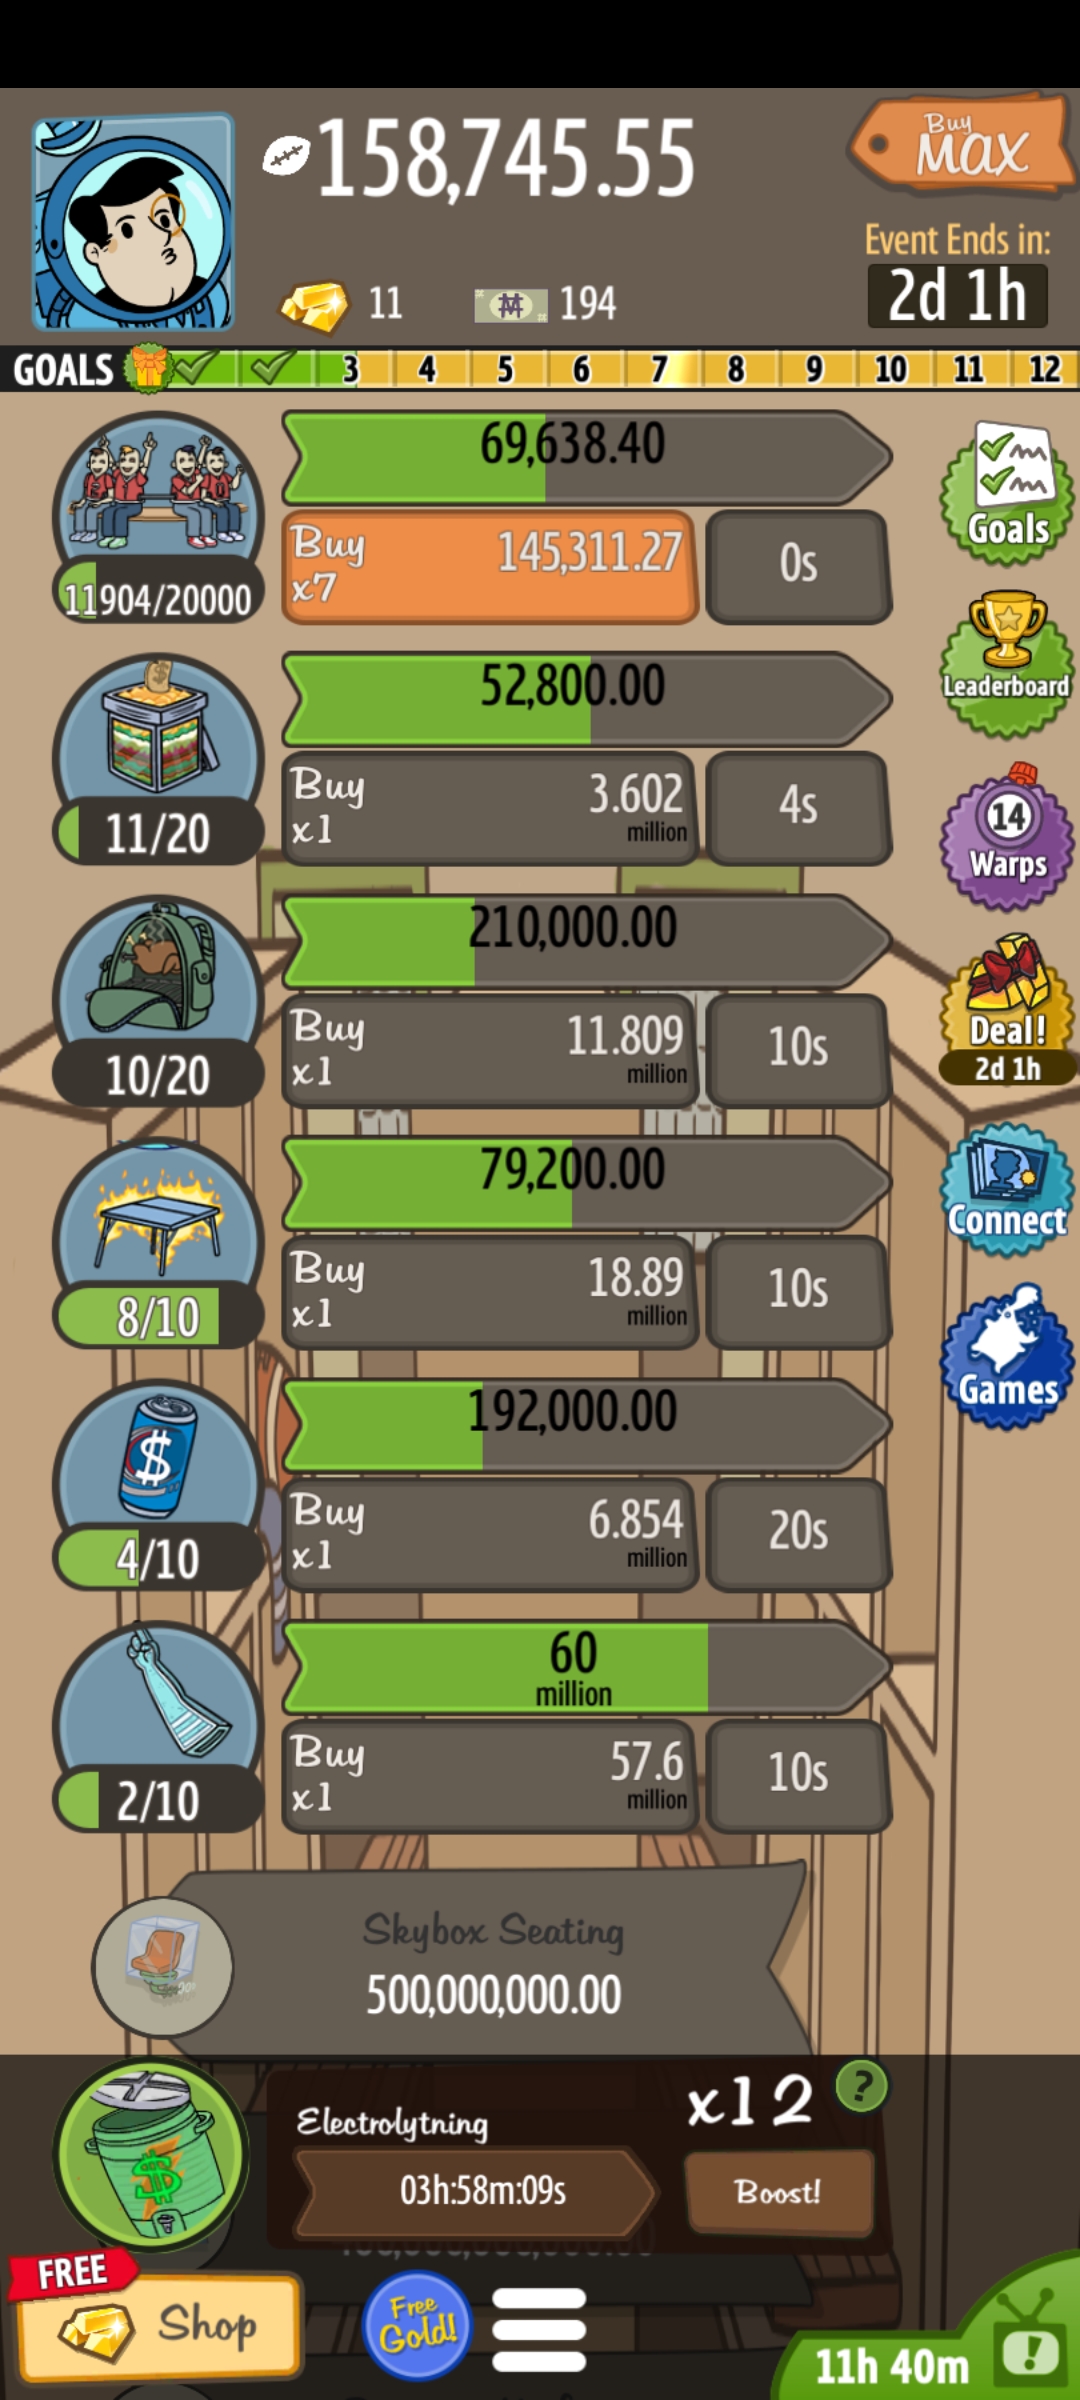 158,745.55
Buy
MAX
Event Ends in:
2d 1h
11
194
GOALS
3 4 5 6 7 8 9 10 11 12
69,638.40
Buy
x7
145,311.27
0s
11904/20000
Goals
52,800.00
Leaderboard
Buy
x1
3.602
million
4s
11/20
14
Warps
210,000.00
Buy
x1
11.809
million
10s
10/20
Deal!
2d 1h
79,200.00
Connect
Buy
x1
18.89
million
10s
8/10
Games
192,000.00
$
Buy
x1
6.854
million
20s
4/10
60
million
Buy
x1
57.6
million
10s
2/10
Skybox Seating
500,000,000.00
x12
?
Electrolytning
$
03h:58m:09s
Boost!
FREE
Shop
Free
Gold!
11h 40m
!